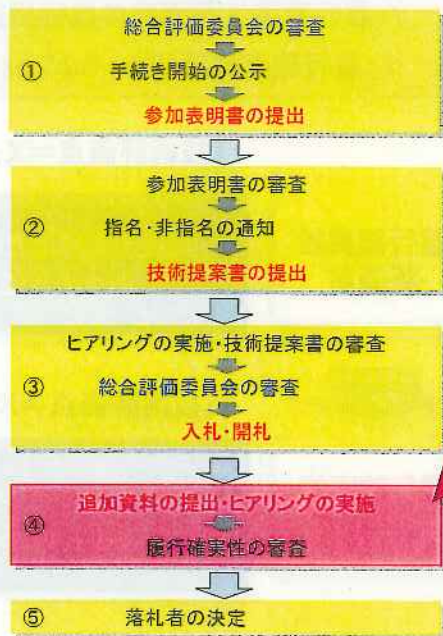 総合評価委員会の審査
① 手続き開始の公示
参加表明書の提出
参加表明書の審査
② 指名・非指名の通知
技術提案書の提出
ヒアリングの実施・技術提案書の審査
③ 総合評価委員会の審査
入札・開札
追加資料の提出・ヒアリングの実施
④
履行確実性の審査
⑤ 落札者の決定